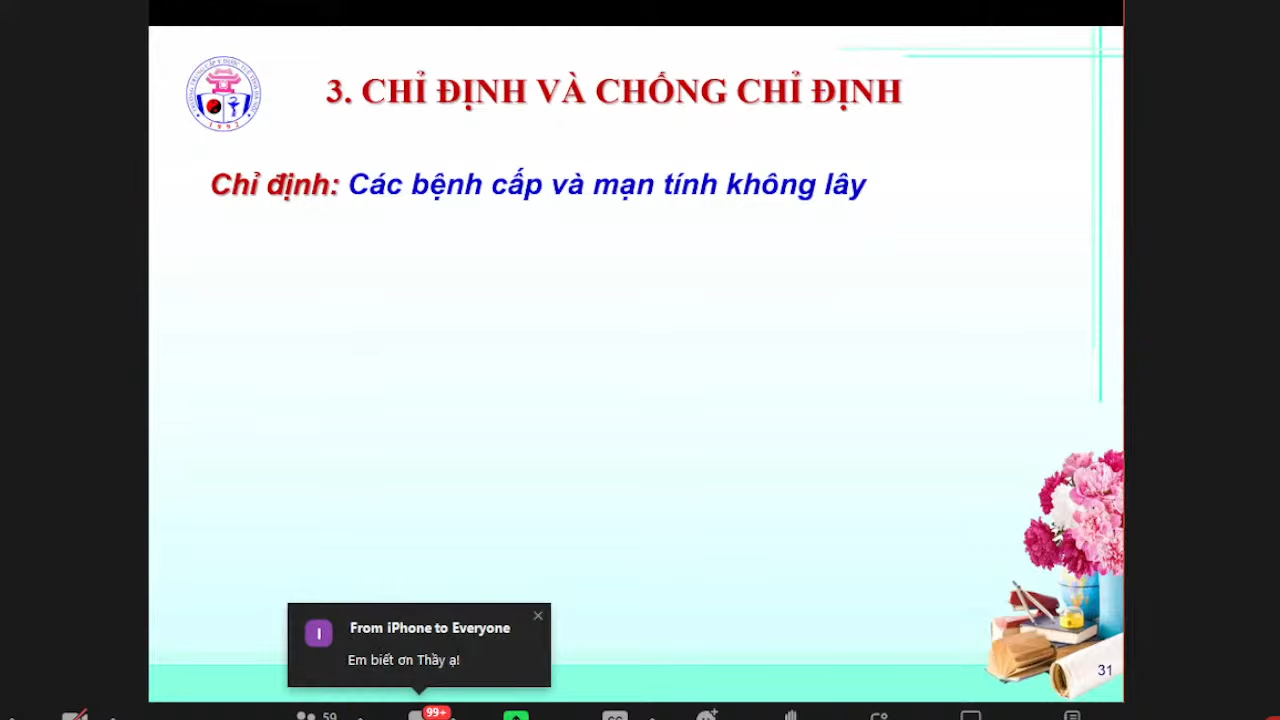 3. CHỈ ĐỊNH VÀ CHỐNG CHỈ ĐỊNH
Chỉ định: Các bệnh cấp và mạn tính không lây
From iPhone to Everyone
I
Em biết ơn Thầy ạ!
31
59
99+